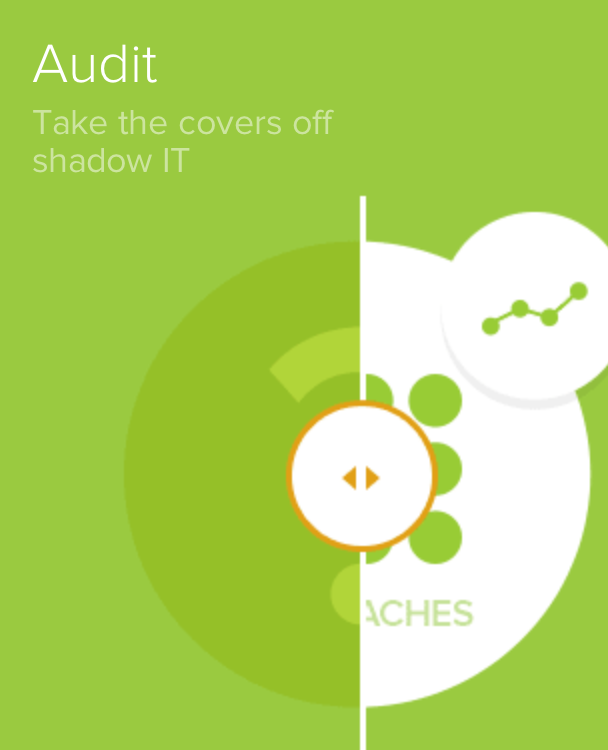 Audit
Take the covers off
shadow IT
ACHES